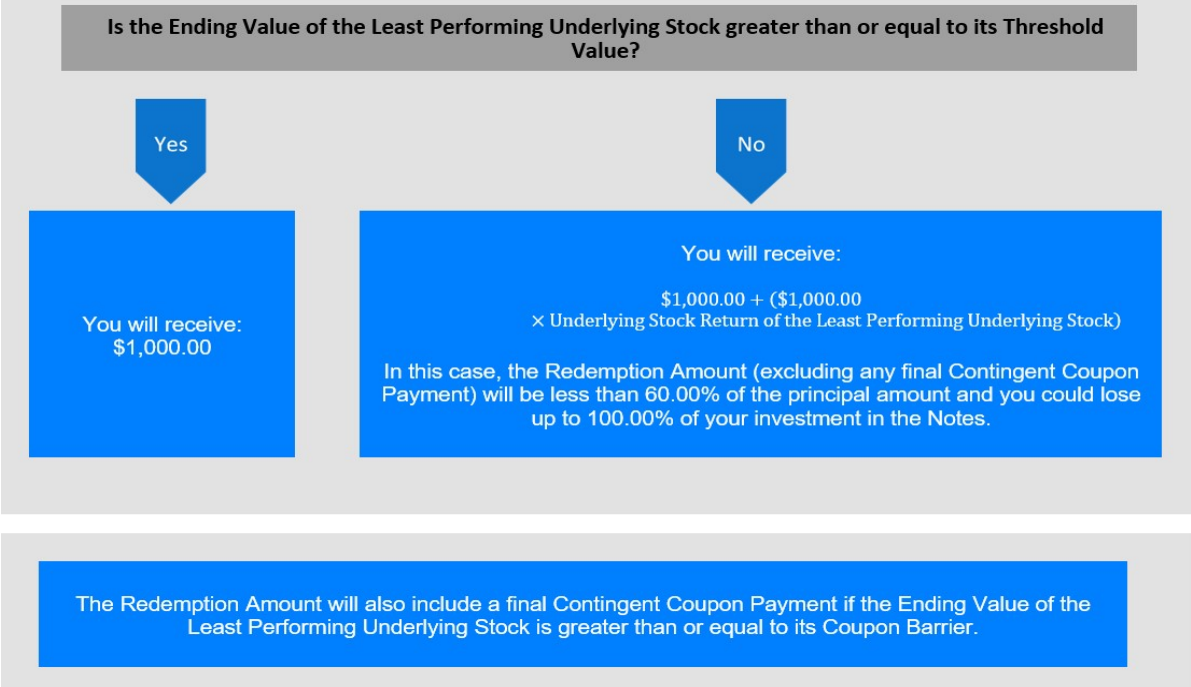 Is the Ending Value of the Least Performing Underlying Stock greater than or equal to its Threshold
Value?
Yes
No
You will receive:
$1,000.00
You will receive:
$1,000.00 + ($1,000.00
× Underlying Stock Return of the Least Performing Underlying Stock)
In this case, the Redemption Amount (excluding any final Contingent Coupon
Payment) will be less than 60.00% of the principal amount and you could lose
up to 100.00% of your investment in the Notes.
The Redemption Amount will also include a final Contingent Coupon Payment if the Ending Value of the
Least Performing Underlying Stock is greater than or equal to its Coupon Barrier.